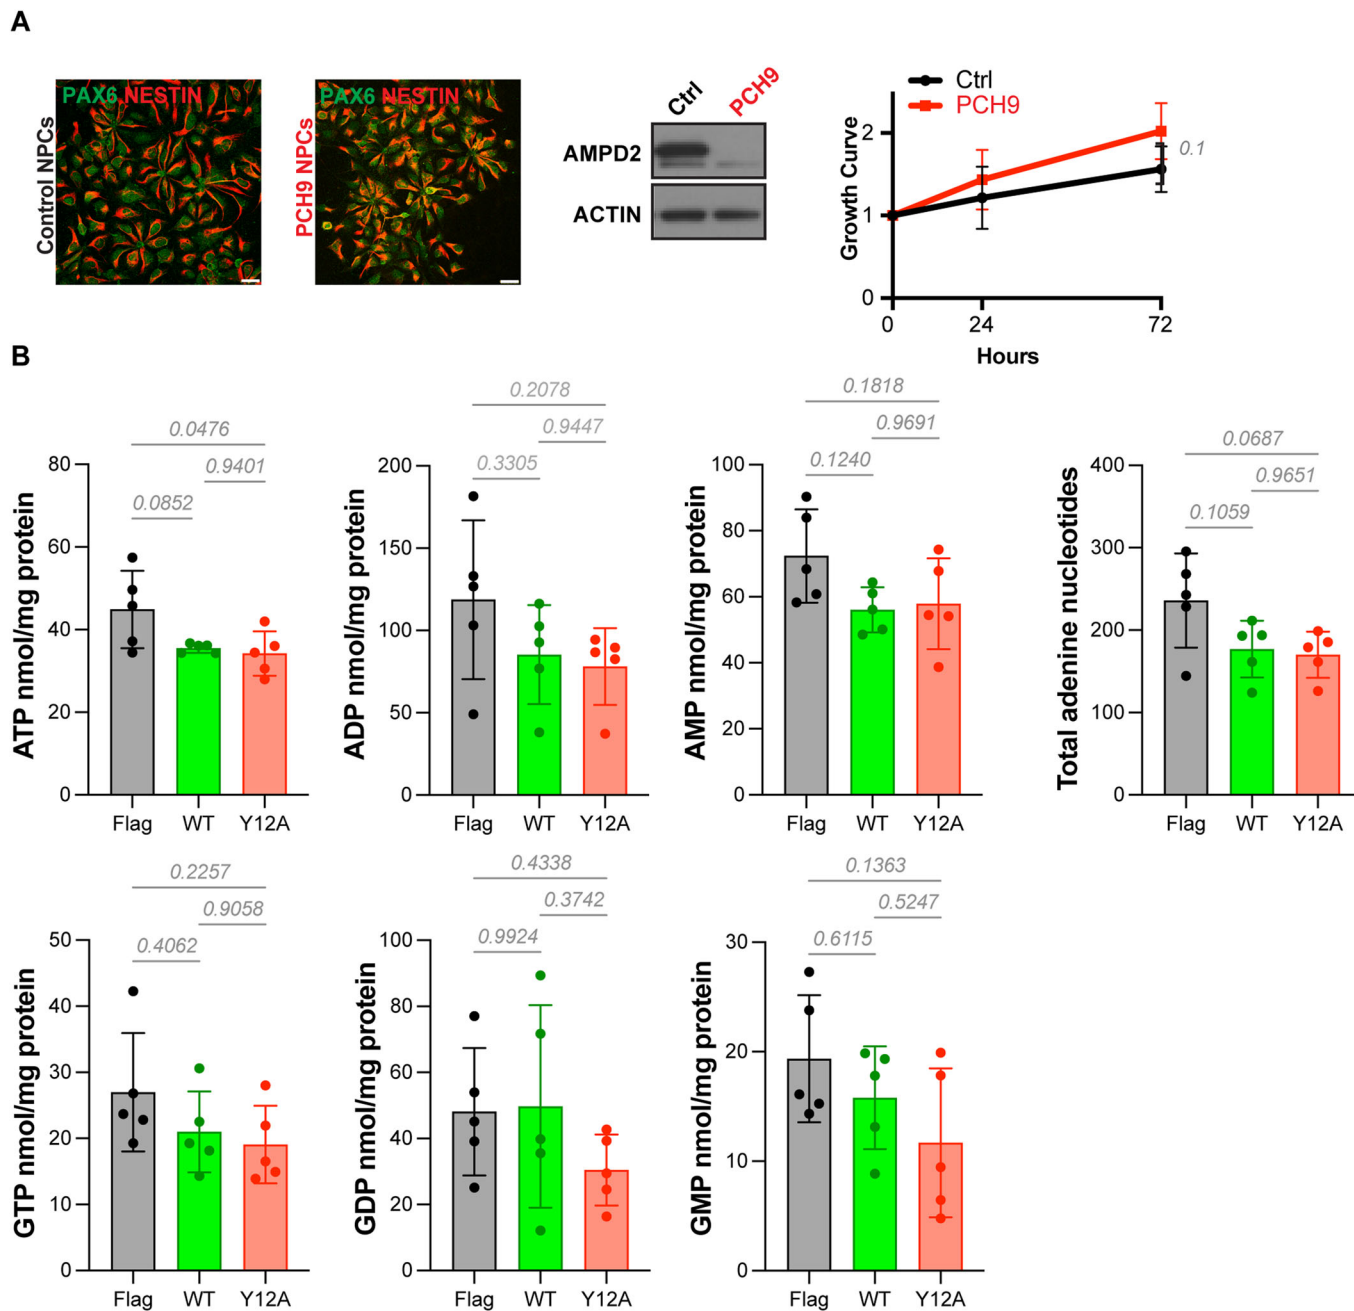 A
Control NPCs
PAX6 NESTIN
PCH9 NPCs
PAX6 NESTIN
Ctrl
PCH9
AMPD2
ACTIN
Ctrl
PCH9
Growth Curve
2
1
0
0.1
0
24
72
Hours
B
0.0476
0.9401
0.0852
ATP nmol/mg protein
80
60
40
20
0
Flag
WT
Y12A
0.2078
0.9447
0.3305
ADP nmol/mg protein
200
150
100
50
0
Flag
WT
Y12A
0.1818
0.9691
0.1240
AMP nmol/mg protein
100
80
60
40
20
0
Flag
WT
Y12A
0.0687
0.9651
0.1059
Total adenine nucleotides
400
300
200
100
0
Flag
WT
Y12A
0.2257
0.9058
0.4062
GTP nmol/mg protein
50
40
30
20
10
0
Flag
WT
Y12A
0.4338
0.3742
0.9924
GDP nmol/mg protein
100
80
60
40
20
0
Flag
WT
Y12A
0.1363
0.5247
0.6115
GMP nmol/mg protein
30
20
10
0
Flag
WT
Y12A